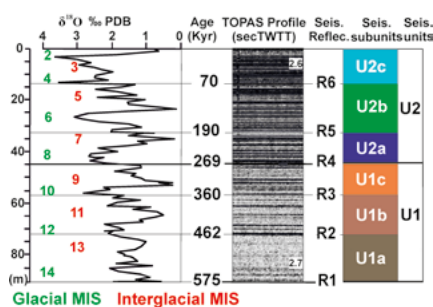 δ18O ‰ PDB
Age (Kyr)
TOPAS Profile (secTWTT)
Seis. Reflec.
Seis. subunits
Seis. units
4 3 2 1 0
0
20
40
60
80
(m)
2
3
4
5
6
7
8
9
10
11
12
13
14
70
190
269
360
462
575
2.6
2.7
R6
R5
R4
R3
R2
R1
U2c
U2b
U2a
U1c
U1b
U1a
U2
U1
Glacial MIS Interglacial MIS